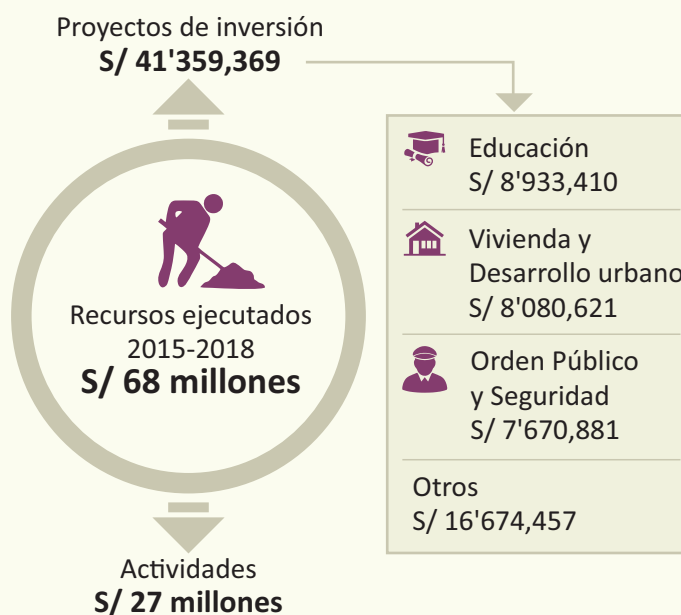 Proyectos de inversión
S/ 41'359,369
Recursos ejecutados
2015-2018
S/ 68 millones
Actividades
S/ 27 millones
Educación
S/ 8'933,410
Vivienda y
Desarrollo urbano
S/ 8'080,621
Orden Público
y Seguridad
S/ 7'670,881
Otros
S/ 16'674,457